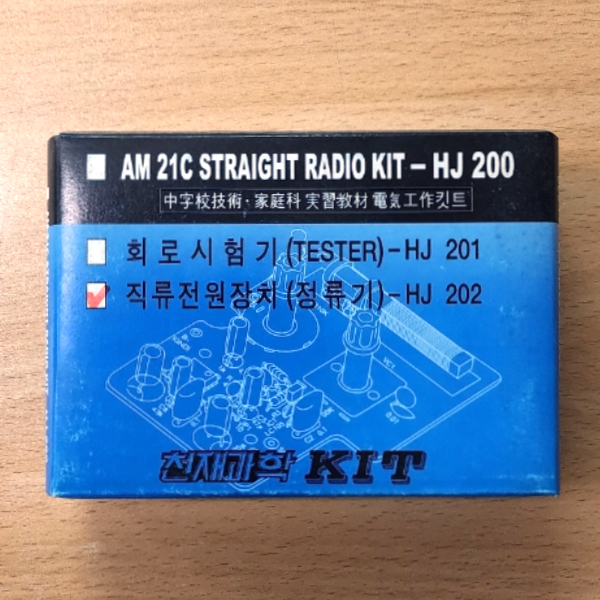 AM 21C STRAIGHT RADIO KIT – HJ 200
中字校技術·家庭科 実習教材 電気工作킷트
회로시험기(TESTER)–HJ 201
직류전원장치(정류기)–HJ 202
천재과학 KIT